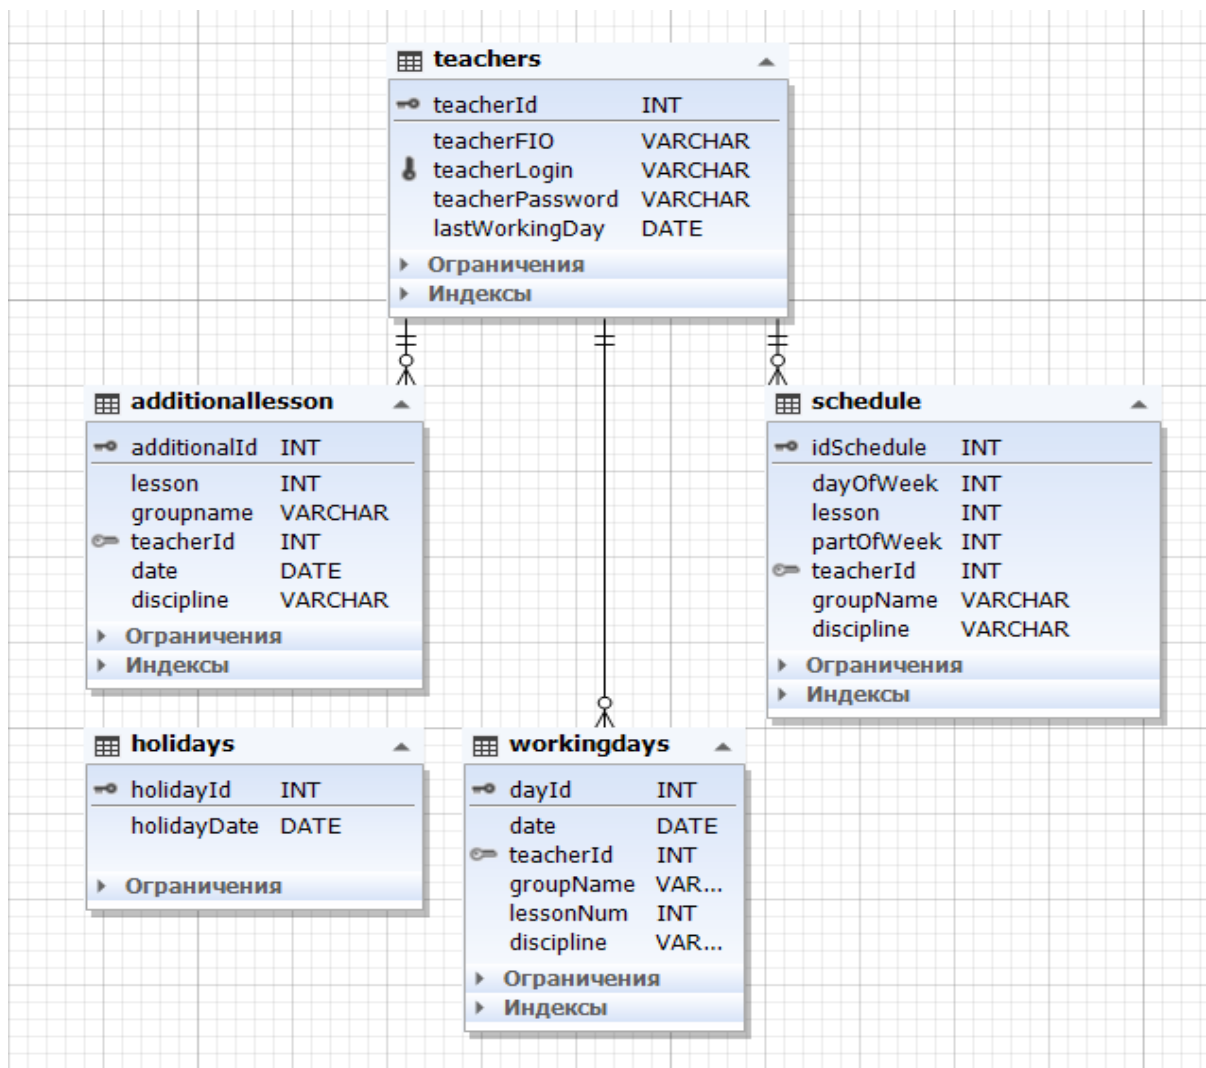 teachers
teacherId INT
teacherFIO VARCHAR
teacherLogin VARCHAR
teacherPassword VARCHAR
lastWorkingDay DATE
Ограничения
Индексы
additionallesson
additionalId INT
lesson INT
groupname VARCHAR
teacherId INT
date DATE
discipline VARCHAR
Ограничения
Индексы
schedule
idSchedule INT
dayOfWeek INT
lesson INT
partOfWeek INT
teacherId INT
groupName VARCHAR
discipline VARCHAR
Ограничения
Индексы
holidays
holidayId INT
holidayDate DATE
Ограничения
workingdays
dayId INT
date DATE
teacherId INT
groupName VAR...
lessonNum INT
discipline VAR...
Ограничения
Индексы